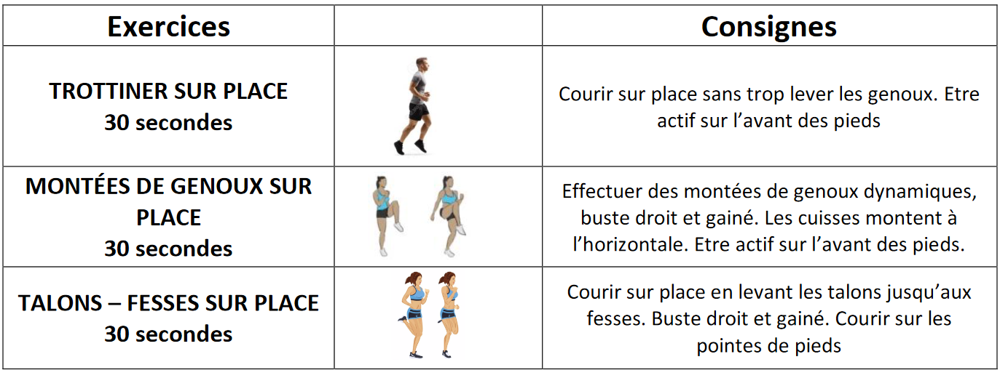 Exercices
Consignes
TROTTINER SUR PLACE
30 secondes
Courir sur place sans trop lever les genoux. Etre
actif sur l’avant des pieds
MONTÉES DE GENOUX SUR
PLACE
30 secondes
Effectuer des montées de genoux dynamiques,
buste droit et gainé. Les cuisses montent à
l’horizontale. Etre actif sur l’avant des pieds.
TALONS – FESSES SUR PLACE
30 secondes
Courir sur place en levant les talons jusqu’aux
fesses. Buste droit et gainé. Courir sur les
pointes de pieds